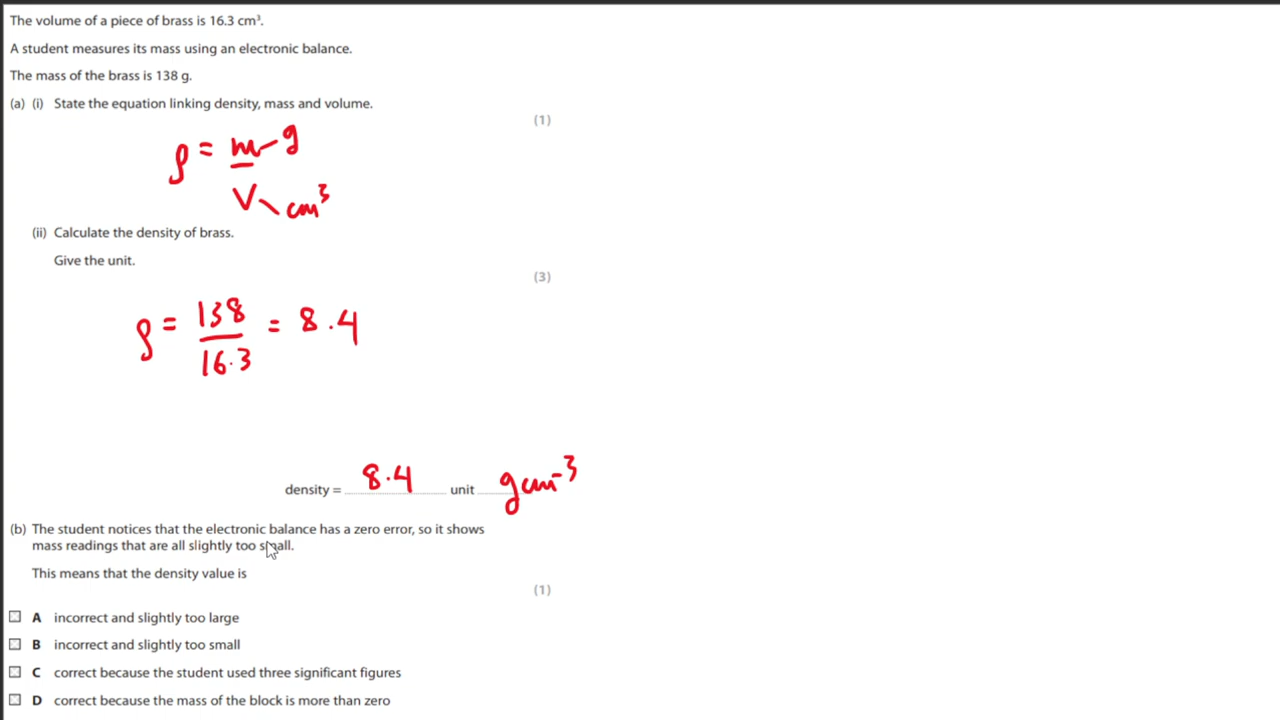 The volume of a piece of brass is 16.3 cm³.
A student measures its mass using an electronic balance.
The mass of the brass is 138 g.
(a) (i) State the equation linking density, mass and volume.
(1)
ρ = m/V g cm³
(ii) Calculate the density of brass.
Give the unit.
(3)
ρ = 138/16.3 = 8.4
density = 8.4 unit gcm⁻³
(b) The student notices that the electronic balance has a zero error, so it shows
mass readings that are all slightly too small.
This means that the density value is
(1)
A incorrect and slightly too large
B incorrect and slightly too small
C correct because the student used three significant figures
D correct because the mass of the block is more than zero